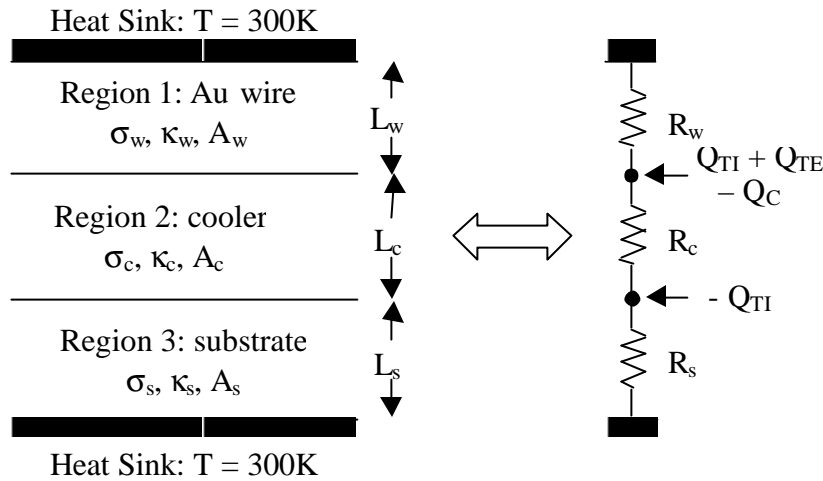 Heat Sink: T = 300K
Region 1: Au wire
σw, κw, Aw
Lw
Region 2: cooler
σc, κc, Ac
Lc
Region 3: substrate
σs, κs, As
Ls
Heat Sink: T = 300K
Rw
QTI + QTE
– QC
Rc
- QTI
Rs